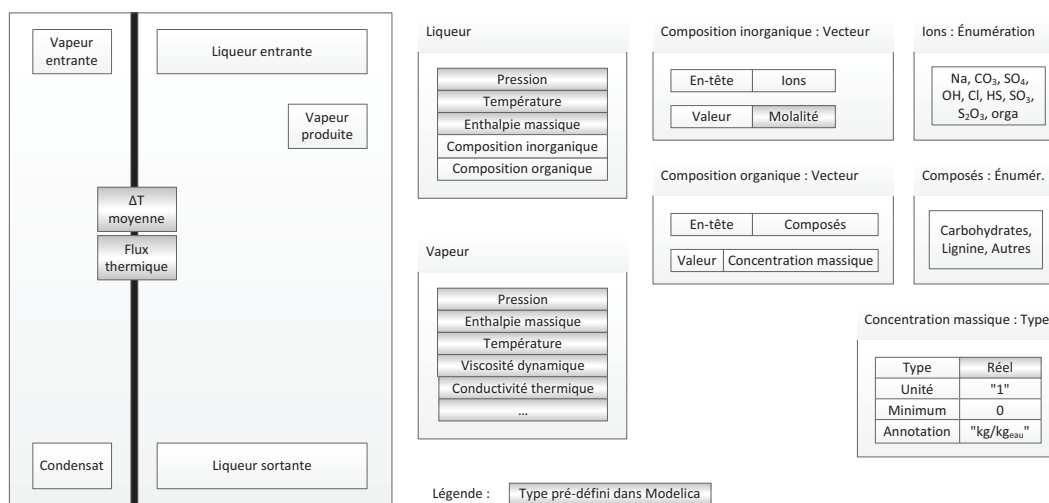 Vapeur
entrante
Liqueur entrante
Vapeur
produite
ΔT
moyenne
Flux
thermique
Condensat
Liqueur sortante
Liqueur
Pression
Température
Enthalpie massique
Composition inorganique
Composition organique
Vapeur
Pression
Enthalpie massique
Température
Viscosité dynamique
Conductivité thermique
...
Composition inorganique : Vecteur
En-tête Ions
Valeur Molalité
Composition organique : Vecteur
En-tête Composés
Valeur Concentration massique
Ions : Énumération
Na, CO₃, SO₄,
OH, Cl, HS, SO₃,
S₂O₃, orga
Composés : Énumér.
Carbohydrates,
Lignine, Autres
Concentration massique : Type
Type Réel
Unité "1"
Minimum 0
Annotation "kg/kgeau"
Légende : Type pré-défini dans Modelica